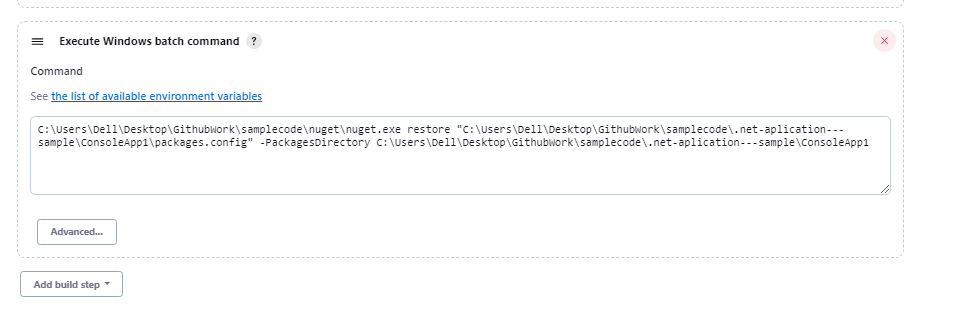 Execute Windows batch command ?
Command
See the list of available environment variables
C:\Users\Dell\Desktop\GithubWork\samplecode\nuget\nuget.exe restore "C:\Users\Dell\Desktop\GithubWork\samplecode\.net-aplication---
sample\ConsoleApp1\packages.config" -PackagesDirectory C:\Users\Dell\Desktop\GithubWork\samplecode\.net-aplication---sample\ConsoleApp1
Advanced...
Add build step